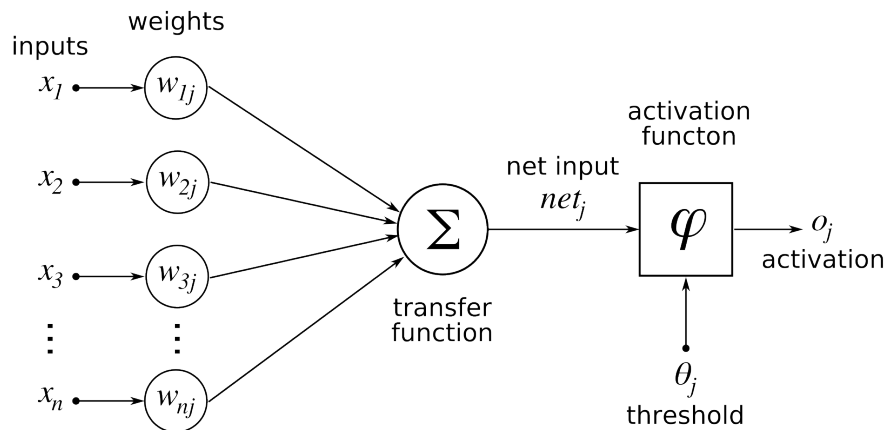 weights
inputs
x1 w1j
x2 w2j
x3 w3j
⋮ ⋮
xn wnj
Σ
transfer
function
net input
netj
activation
functon
φ
oj
activation
θj
threshold